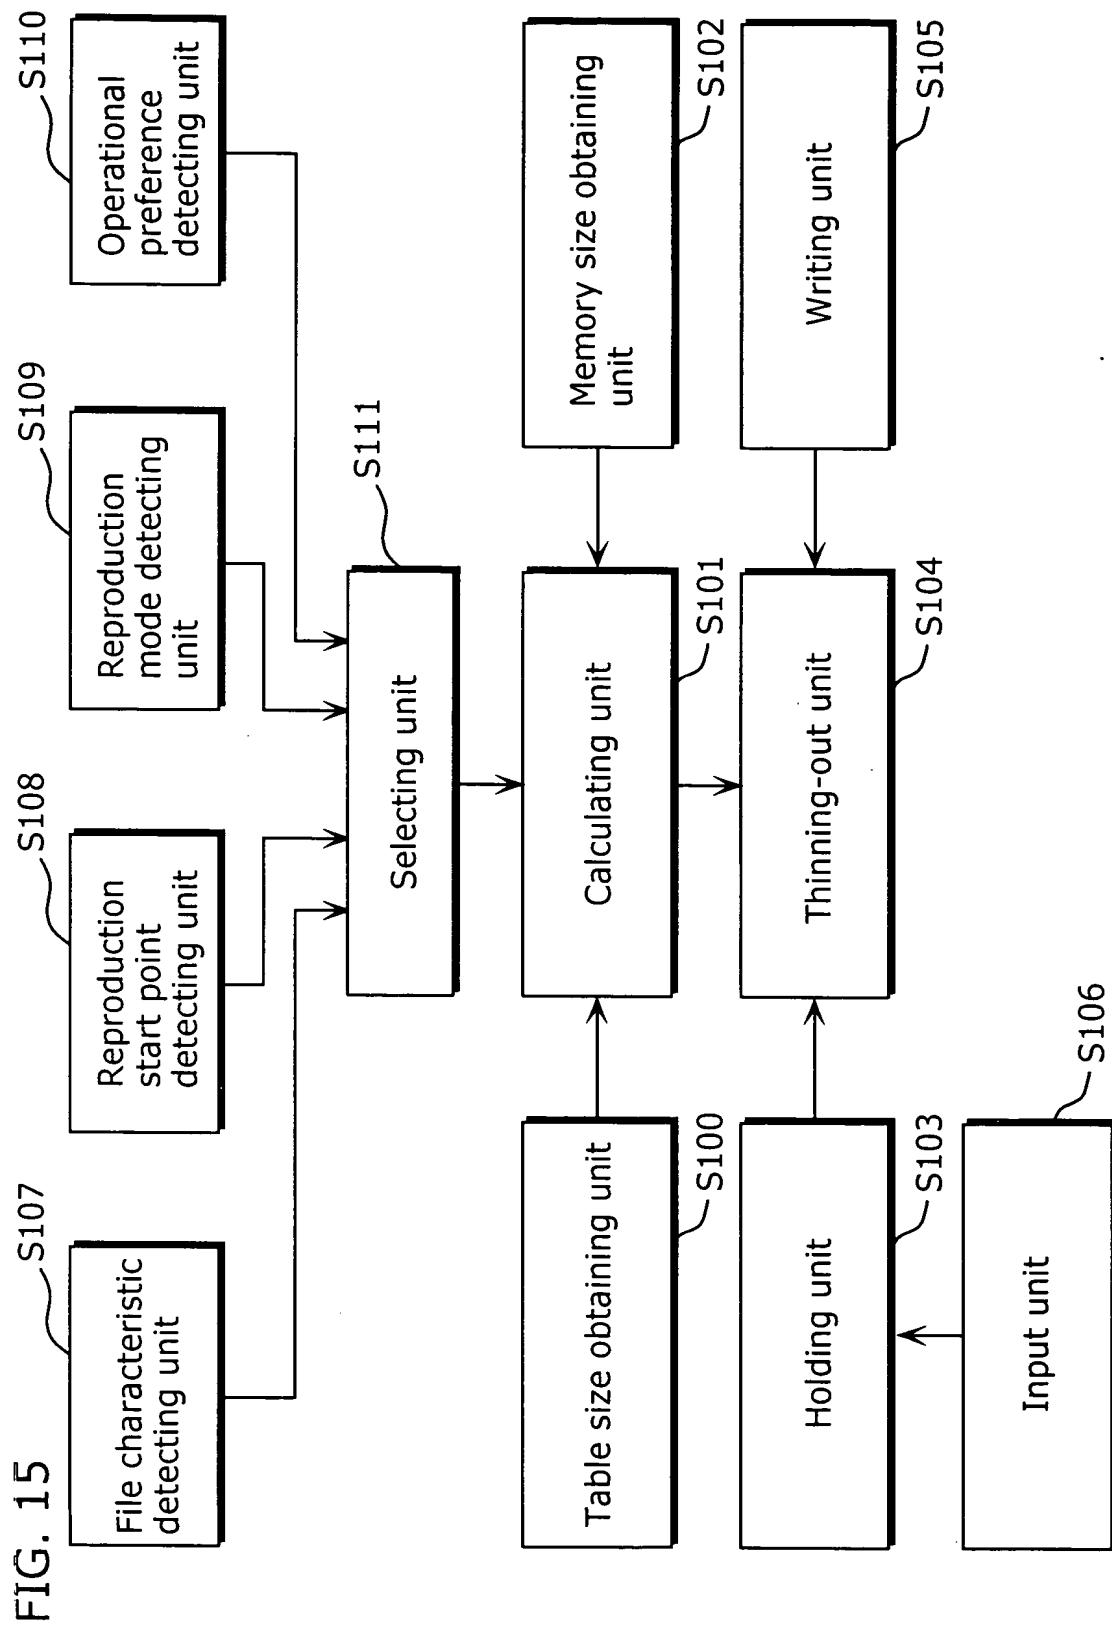 FIG. 15
S107
File characteristic
detecting unit
S108
Reproduction
start point
detecting unit
S109
Reproduction
mode detecting
unit
S110
Operational
preference
detecting unit
S111
Selecting unit
Table size obtaining unit
S100
Calculating unit
S101
Memory size obtaining
unit
S102
Holding unit
S103
Thinning-out unit
S104
Writing unit
S105
Input unit
S106